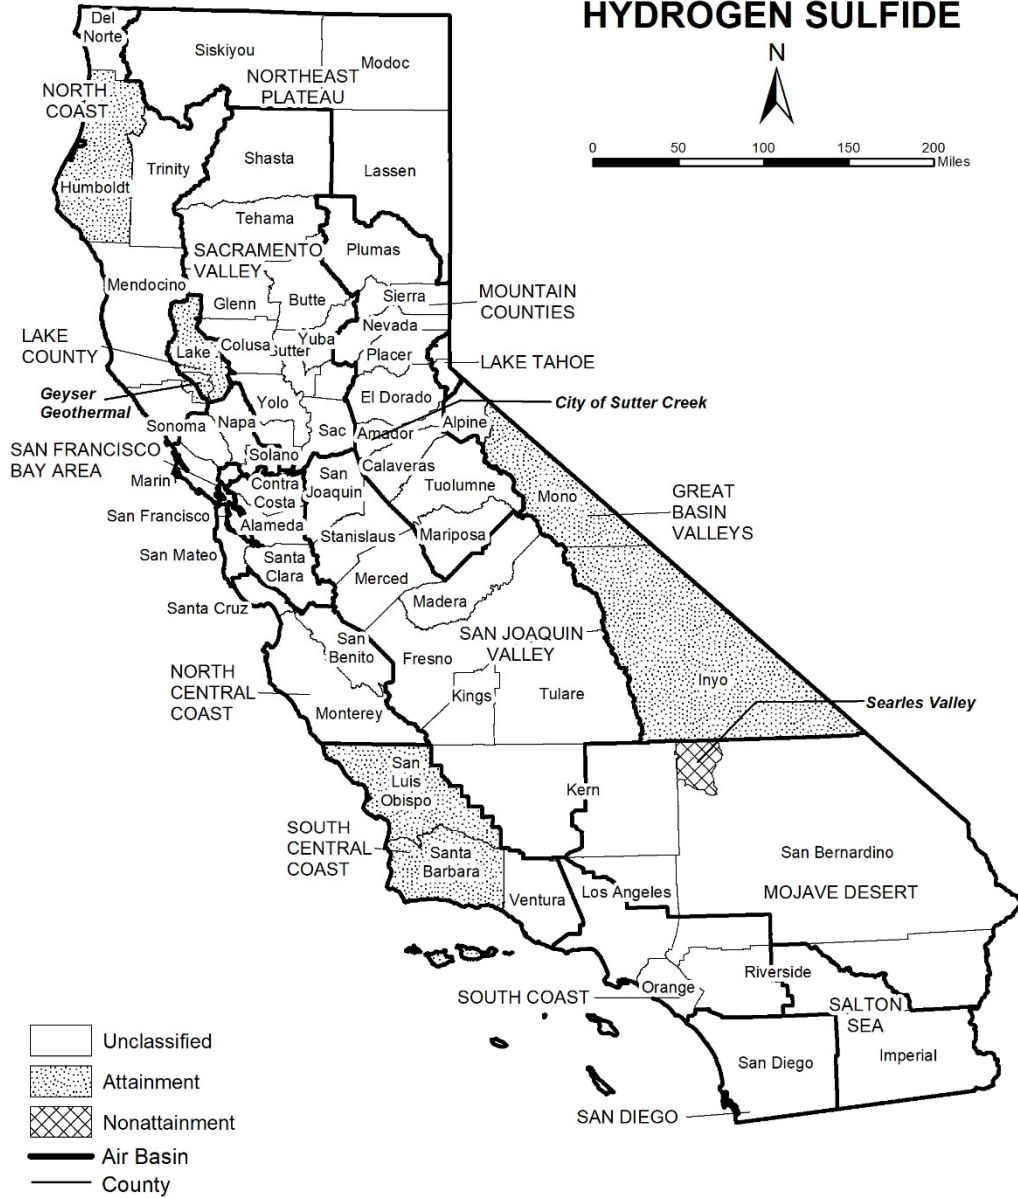 HYDROGEN SULFIDE
N
0 50 100 150 200
Miles
Del
Norte
Siskiyou
Modoc
NORTHEAST
PLATEAU
NORTH
COAST
Trinity
Shasta
Lassen
Humboldt
Tehama
SACRAMENTO
VALLEY
Plumas
Mendocino
Glenn
Butte
Sierra
MOUNTAIN
COUNTIES
Nevada
LAKE
COUNTY
Lake
Colusa
Sutter
Yuba
Placer
LAKE TAHOE
Geyser
Geothermal
Yolo
El Dorado
City of Sutter Creek
Sonoma
Napa
Sac
Amador
Alpine
SAN FRANCISCO
BAY AREA
Solano
Marin
Contra
Costa
San
Joaquin
Calaveras
Tuolumne
Mono
GREAT
BASIN
VALLEYS
San Francisco
Alameda
Stanislaus
Mariposa
San Mateo
Santa
Clara
Merced
Santa Cruz
Madera
San
Benito
Fresno
SAN JOAQUIN
VALLEY
NORTH
CENTRAL
COAST
Monterey
Kings
Tulare
Inyo
Searles Valley
San
Luis
Obispo
Kern
SOUTH
CENTRAL
COAST
Santa
Barbara
San Bernardino
Ventura
Los Angeles
MOJAVE DESERT
Orange
Riverside
SOUTH COAST
SALTON
SEA
San Diego
Imperial
SAN DIEGO
Unclassified
Attainment
Nonattainment
Air Basin
County